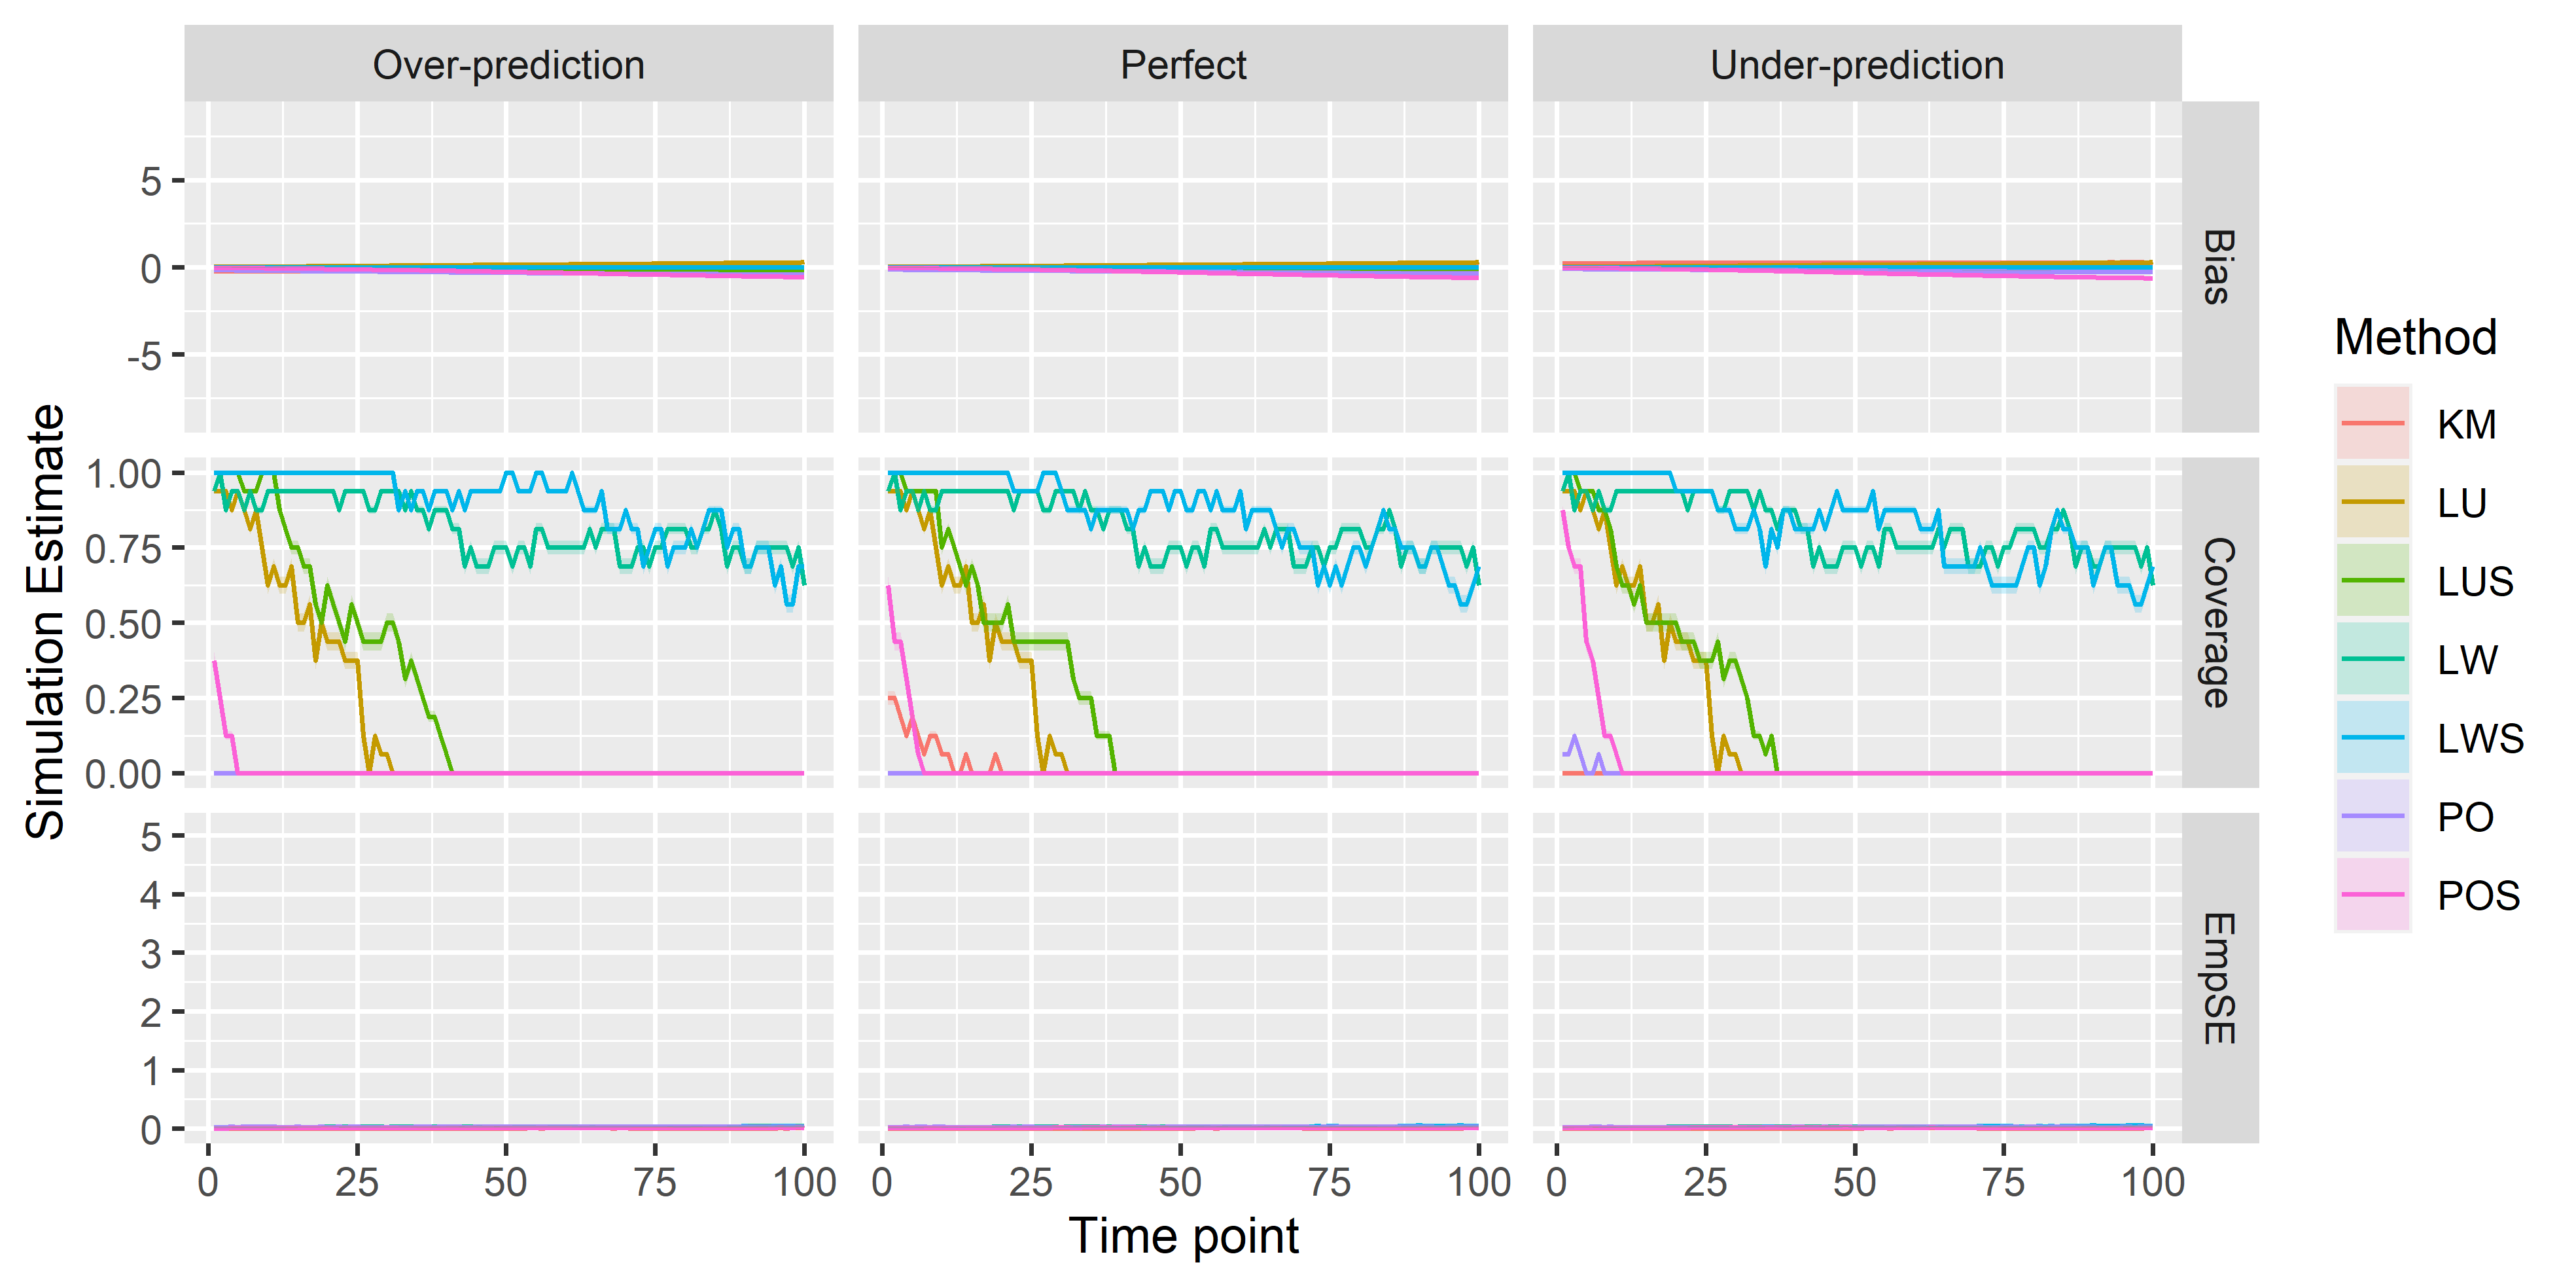 Over-prediction
Perfect
Under-prediction
5
0
-5
Bias
1.00
0.75
0.50
0.25
0.00
Coverage
5
4
3
2
1
0
EmpSE
0 25 50 75 100
0 25 50 75 100
0 25 50 75 100
Time point
Simulation Estimate
Method
KM
LU
LUS
LW
LWS
PO
POS